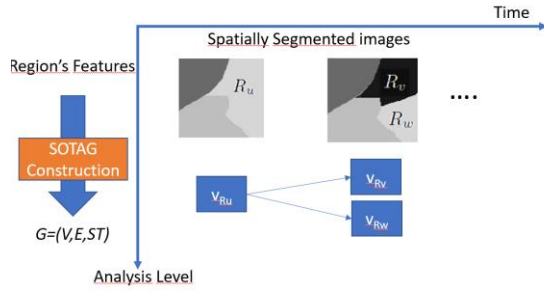 Time
Spatially Segmented images
Region's Features
R_u
R_v
R_w
....
SOTAG
Construction
v_Ru
v_Rv
v_Rw
G=(V,E,ST)
Analysis Level